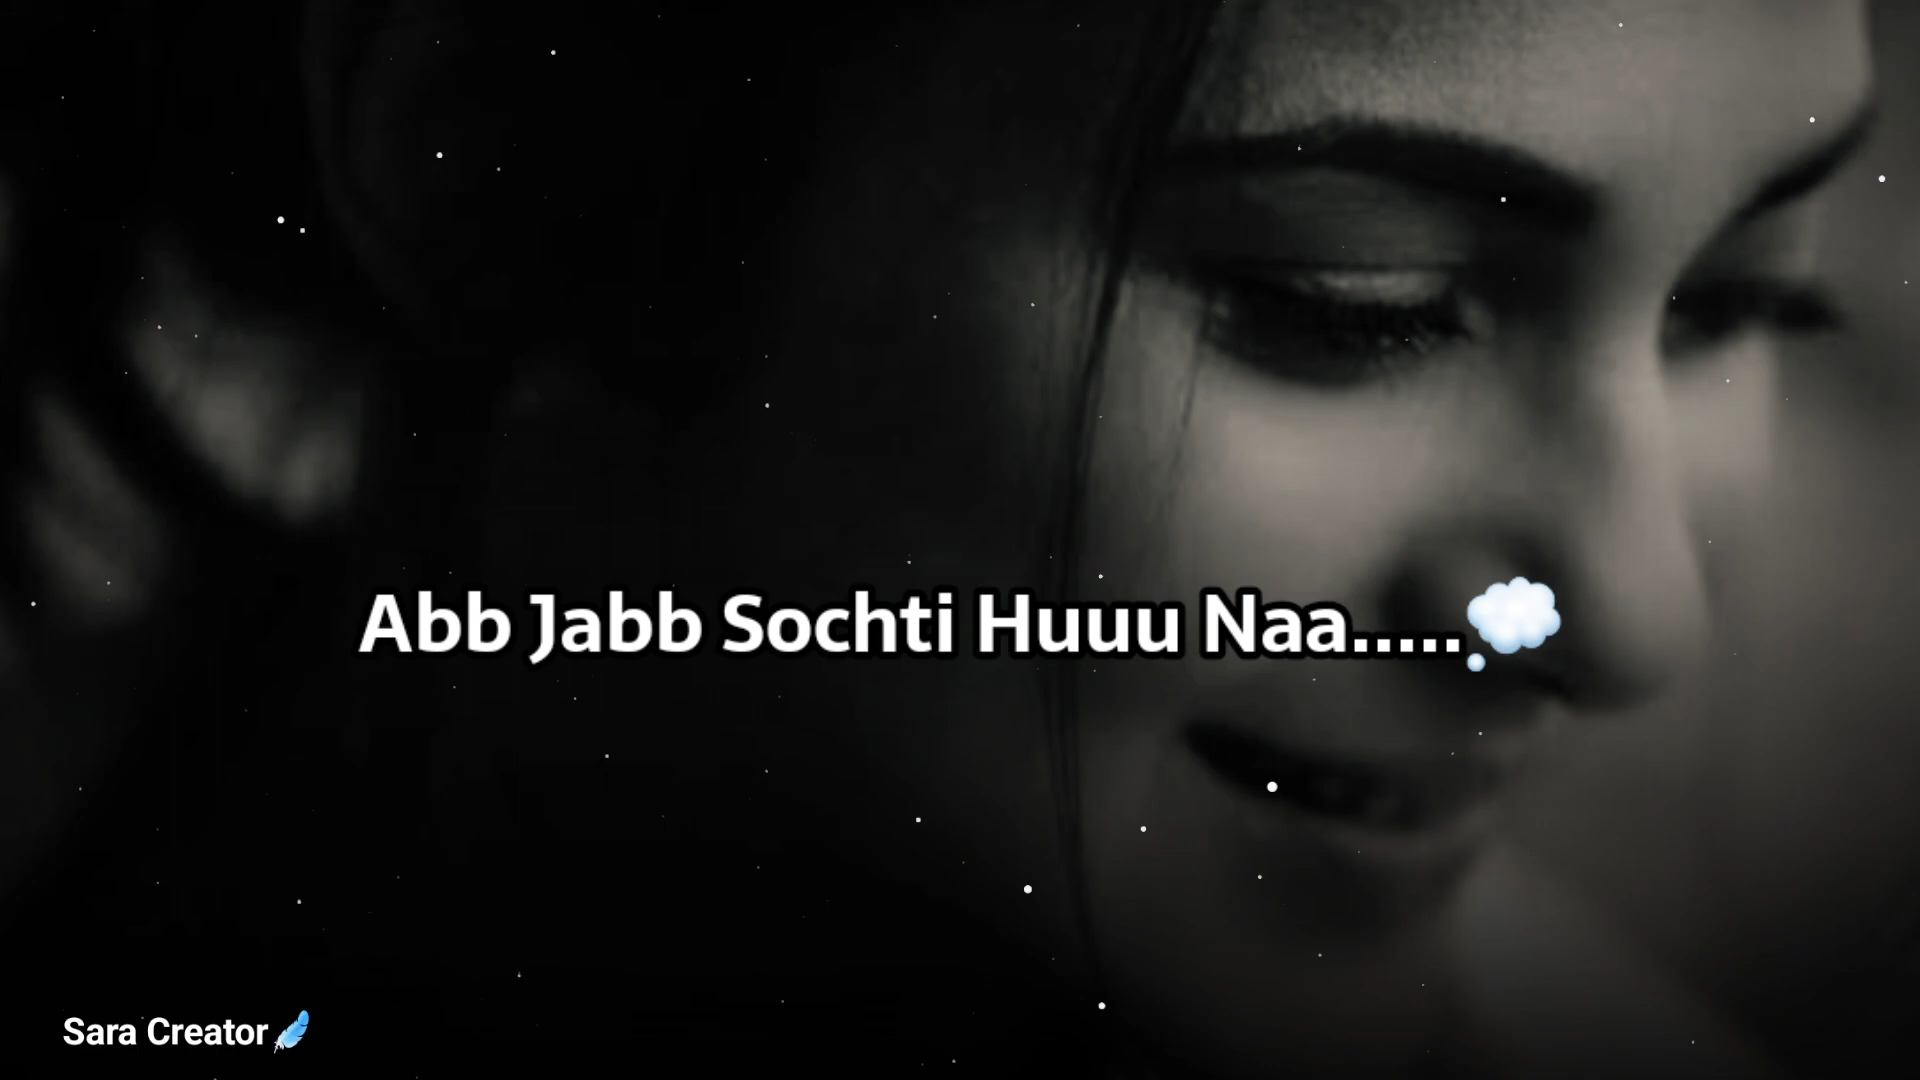 Abb Jabb Sochti Huuu Naa.....💭
Sara Creator🪶